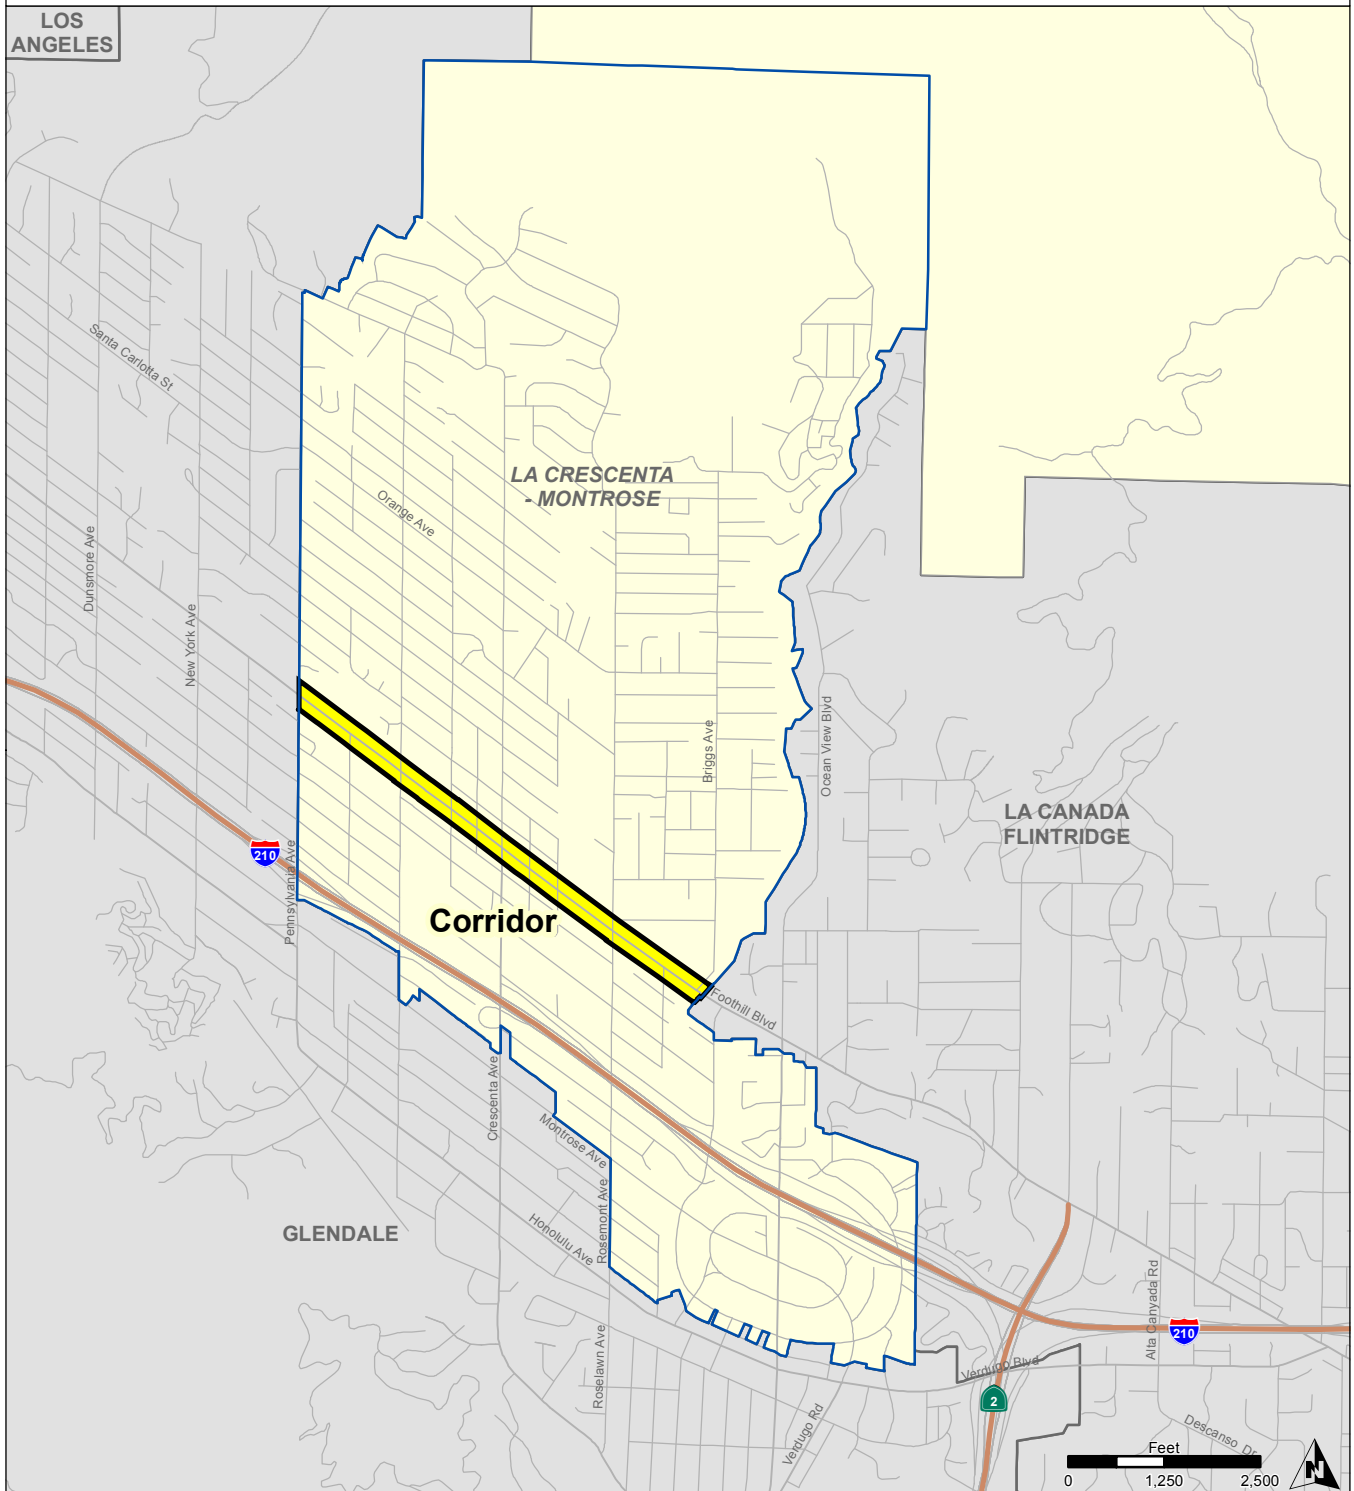 LOS
ANGELES
Santa Carlotta St
LA CRESCENTA
- MONTROSE
Orange Ave
Dunsmore Ave
New York Ave
Briggs Ave
Ocean View Blvd
LA CANADA
FLINTRIDGE
210
Pennsylvania Ave
Corridor
Foothill Blvd
Crescenta Ave
Montrose Ave
Rosemont Ave
Honolulu Ave
GLENDALE
Alta Canyada Rd
210
Roselawn Ave
Verdugo Blvd
2
Verdugo Rd
Descanso Dr
Feet
0 1,250 2,500
N